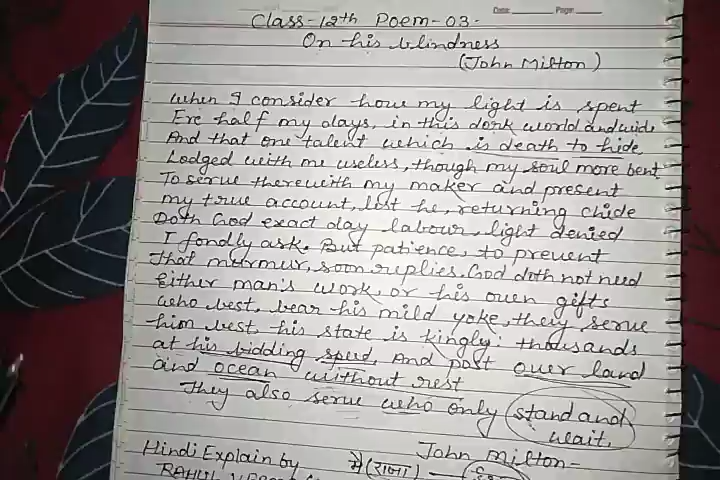 Date: Page:
Class-12th Poem-03.
On his blindness
(John Milton)
when I consider how my light is spent
Ere half my days, in this dork world and wide
And that one talent which is death to hide
Lodged with me useless, though my soul more bent
To serve therewith my maker and present
my true account, lest he, returning chide
Doth God exact day labour, light denied
I fondly ask. But patience, to prevent
that murmur, soon replies. God doth not need
Either man's work, or his own gifts
who best, bear his mild yoke, they serve
him best, his state is kingly: thousands
at his bidding speed, And post over land
and ocean without rest
They also serve who only stand and
wait.
John Milton-
Hindi Explain by
में (राजा)
RAHUL